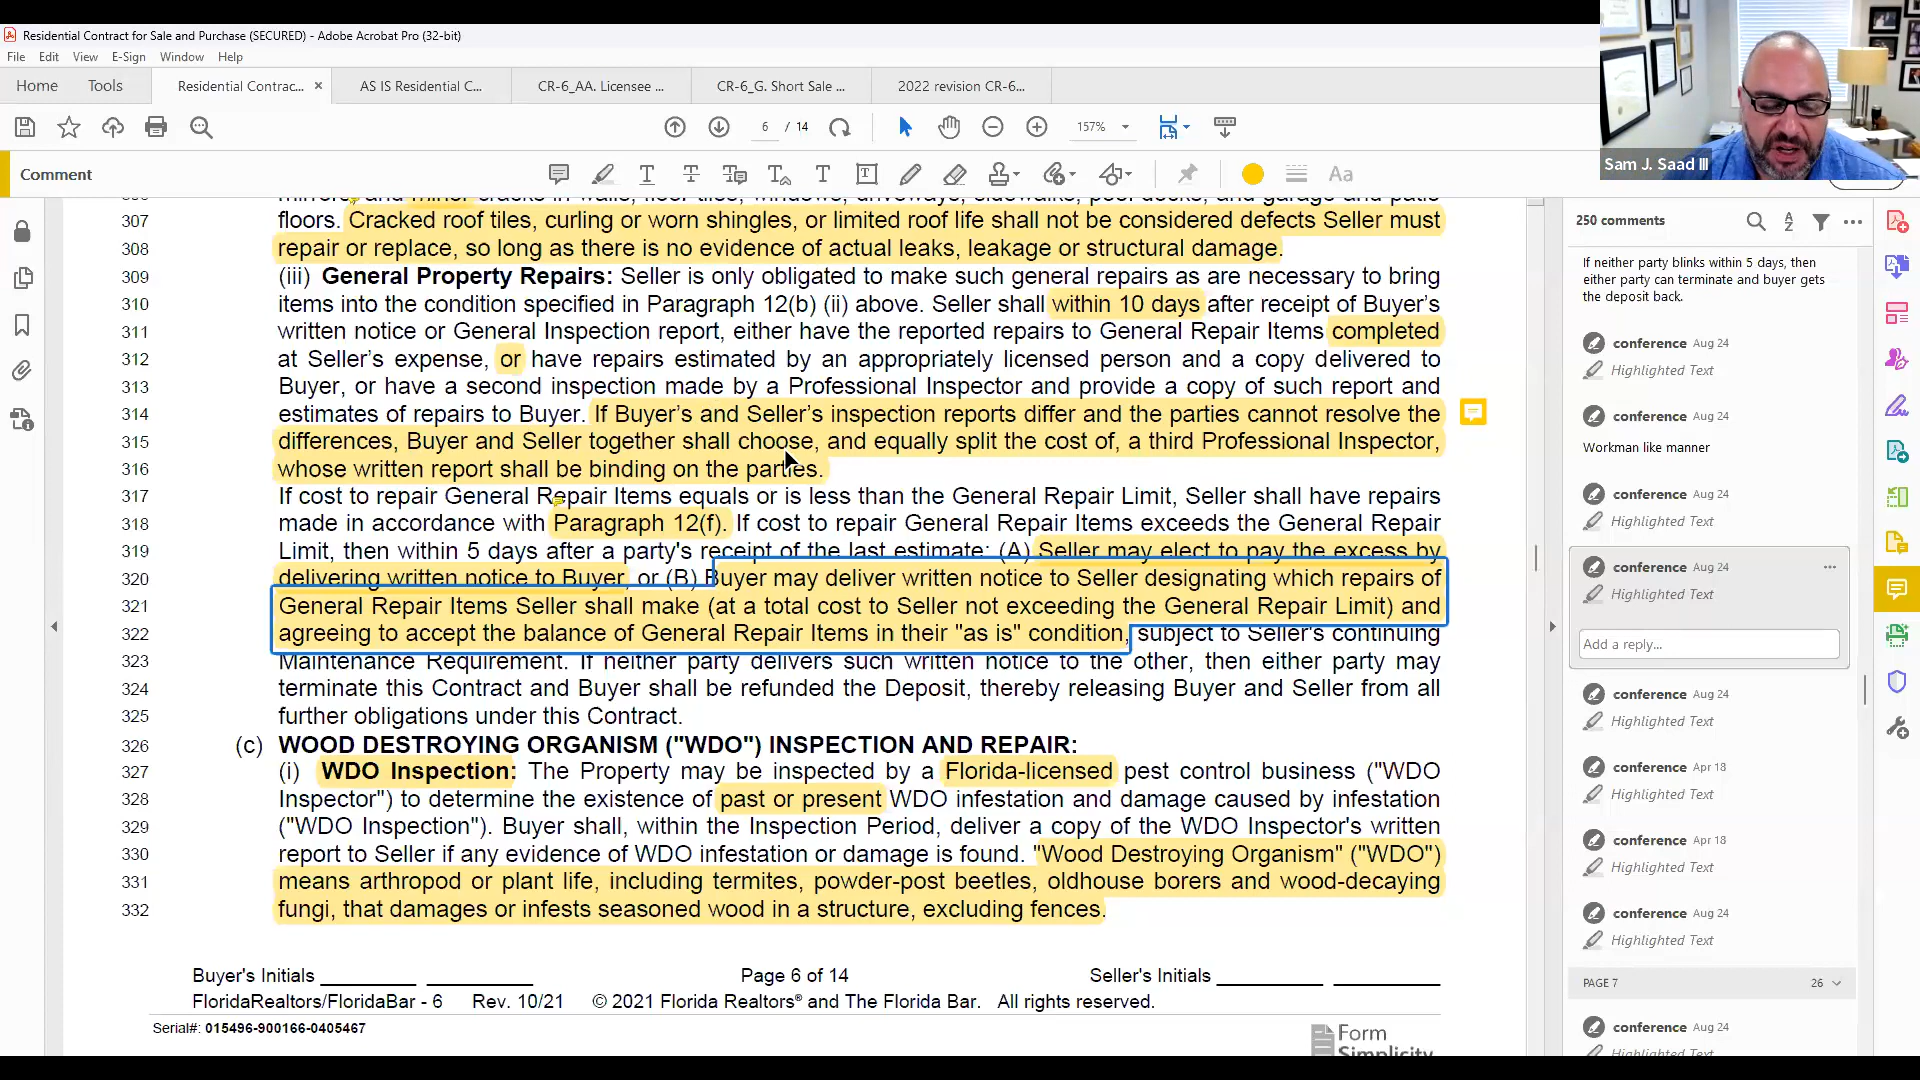 Residential Contract for Sale and Purchase (SECURED) - Adobe Acrobat Pro (32-bit)
File Edit View E-Sign Window Help
Home Tools Residential Contrac... × AS IS Residential C... CR-6_AA. Licensee ... CR-6_G. Short Sale ... 2022 revision CR-6...
6 / 14 157%
Comment
Aa
Sam J. Saad III
307 floors. Cracked roof tiles, curling or worn shingles, or limited roof life shall not be considered defects Seller must
308 repair or replace, so long as there is no evidence of actual leaks, leakage or structural damage.
309 (iii) General Property Repairs: Seller is only obligated to make such general repairs as are necessary to bring
310 items into the condition specified in Paragraph 12(b) (ii) above. Seller shall within 10 days after receipt of Buyer's
311 written notice or General Inspection report, either have the reported repairs to General Repair Items completed
312 at Seller's expense, or have repairs estimated by an appropriately licensed person and a copy delivered to
313 Buyer, or have a second inspection made by a Professional Inspector and provide a copy of such report and
314 estimates of repairs to Buyer. If Buyer's and Seller's inspection reports differ and the parties cannot resolve the
315 differences, Buyer and Seller together shall choose, and equally split the cost of, a third Professional Inspector,
316 whose written report shall be binding on the parties.
317 If cost to repair General Repair Items equals or is less than the General Repair Limit, Seller shall have repairs
318 made in accordance with Paragraph 12(f). If cost to repair General Repair Items exceeds the General Repair
319 Limit, then within 5 days after a party's receipt of the last estimate: (A) Seller may elect to pay the excess by
320 delivering written notice to Buyer, or (B) Buyer may deliver written notice to Seller designating which repairs of
321 General Repair Items Seller shall make (at a total cost to Seller not exceeding the General Repair Limit) and
322 agreeing to accept the balance of General Repair Items in their "as is" condition, subject to Seller's continuing
323 Maintenance Requirement. If neither party delivers such written notice to the other, then either party may
324 terminate this Contract and Buyer shall be refunded the Deposit, thereby releasing Buyer and Seller from all
325 further obligations under this Contract.
326 (c) WOOD DESTROYING ORGANISM ("WDO") INSPECTION AND REPAIR:
327 (i) WDO Inspection: The Property may be inspected by a Florida-licensed pest control business ("WDO
328 Inspector") to determine the existence of past or present WDO infestation and damage caused by infestation
329 ("WDO Inspection"). Buyer shall, within the Inspection Period, deliver a copy of the WDO Inspector's written
330 report to Seller if any evidence of WDO infestation or damage is found. "Wood Destroying Organism" ("WDO")
331 means arthropod or plant life, including termites, powder-post beetles, oldhouse borers and wood-decaying
332 fungi, that damages or infests seasoned wood in a structure, excluding fences.
Buyer's Initials ________ ________ Page 6 of 14 Seller's Initials ________ ________
FloridaRealtors/FloridaBar - 6 Rev. 10/21 © 2021 Florida Realtors® and The Florida Bar. All rights reserved.
Serial#: 015496-900166-0405467
Form
Simplicity
250 comments
If neither party blinks within 5 days, then
either party can terminate and buyer gets
the deposit back.
conference Aug 24
Highlighted Text
conference Aug 24
Workman like manner
conference Aug 24
Highlighted Text
conference Aug 24
Highlighted Text
Add a reply...
conference Aug 24
Highlighted Text
conference Apr 18
Highlighted Text
conference Apr 18
Highlighted Text
conference Aug 24
Highlighted Text
PAGE 7 26
conference Aug 24
Highlighted Text